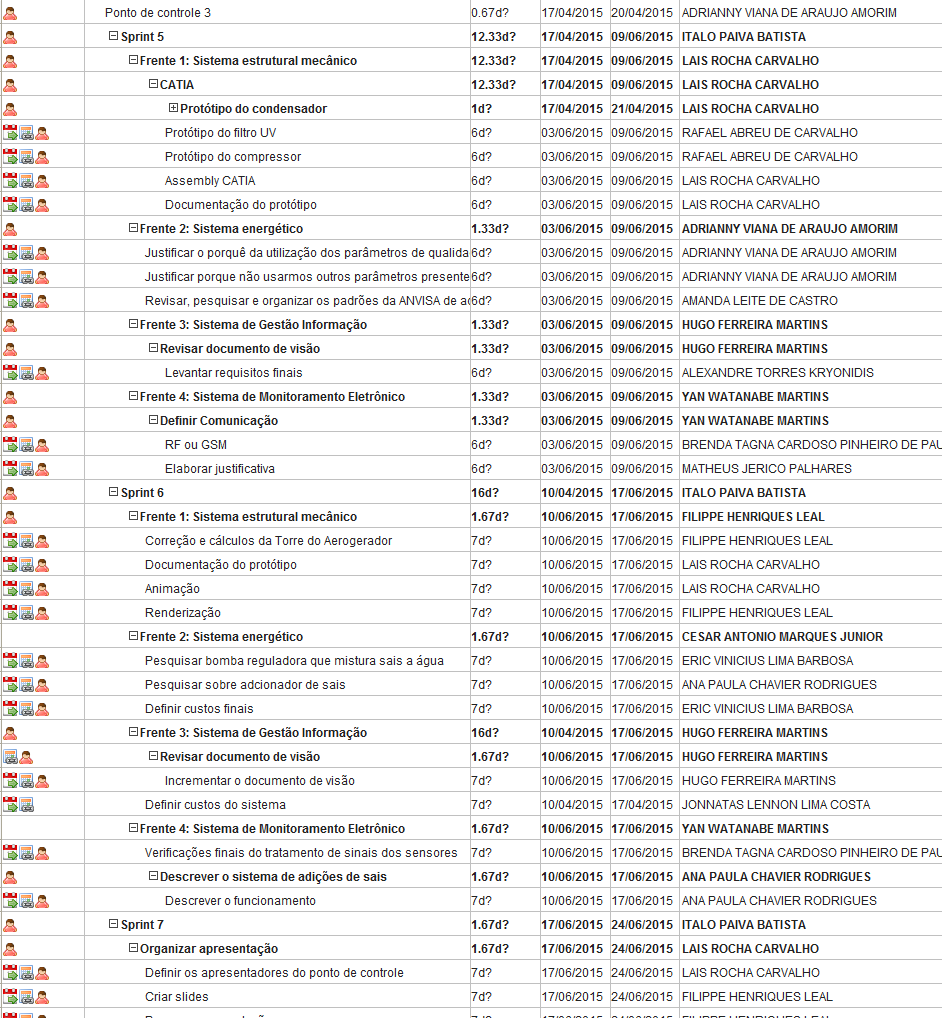 Ponto de controle 3 0.67d? 17/04/2015 20/04/2015 ADRIANNY VIANA DE ARAUJO AMORIM
Sprint 5 12.33d? 17/04/2015 09/06/2015 ITALO PAIVA BATISTA
Frente 1: Sistema estrutural mecânico 12.33d? 17/04/2015 09/06/2015 LAIS ROCHA CARVALHO
CATIA 12.33d? 17/04/2015 09/06/2015 LAIS ROCHA CARVALHO
Protótipo do condensador 1d? 17/04/2015 21/04/2015 LAIS ROCHA CARVALHO
Protótipo do filtro UV 6d? 03/06/2015 09/06/2015 RAFAEL ABREU DE CARVALHO
Protótipo do compressor 6d? 03/06/2015 09/06/2015 RAFAEL ABREU DE CARVALHO
Assembly CATIA 6d? 03/06/2015 09/06/2015 LAIS ROCHA CARVALHO
Documentação do protótipo 6d? 03/06/2015 09/06/2015 LAIS ROCHA CARVALHO
Frente 2: Sistema energético 1.33d? 03/06/2015 09/06/2015 ADRIANNY VIANA DE ARAUJO AMORIM
Justificar o porquê da utilização dos parâmetros de qualida 6d? 03/06/2015 09/06/2015 ADRIANNY VIANA DE ARAUJO AMORIM
Justificar porque não usarmos outros parâmetros presente 6d? 03/06/2015 09/06/2015 ADRIANNY VIANA DE ARAUJO AMORIM
Revisar, pesquisar e organizar os padrões da ANVISA de ac 6d? 03/06/2015 09/06/2015 AMANDA LEITE DE CASTRO
Frente 3: Sistema de Gestão Informação 1.33d? 03/06/2015 09/06/2015 HUGO FERREIRA MARTINS
Revisar documento de visão 1.33d? 03/06/2015 09/06/2015 HUGO FERREIRA MARTINS
Levantar requisitos finais 6d? 03/06/2015 09/06/2015 ALEXANDRE TORRES KRYONIDIS
Frente 4: Sistema de Monitoramento Eletrônico 1.33d? 03/06/2015 09/06/2015 YAN WATANABE MARTINS
Definir Comunicação 1.33d? 03/06/2015 09/06/2015 YAN WATANABE MARTINS
RF ou GSM 6d? 03/06/2015 09/06/2015 BRENDA TAGNA CARDOSO PINHEIRO DE PAU
Elaborar justificativa 6d? 03/06/2015 09/06/2015 MATHEUS JERICO PALHARES
Sprint 6 16d? 10/04/2015 17/06/2015 ITALO PAIVA BATISTA
Frente 1: Sistema estrutural mecânico 1.67d? 10/06/2015 17/06/2015 FILIPPE HENRIQUES LEAL
Correção e cálculos da Torre do Aerogerador 7d? 10/06/2015 17/06/2015 FILIPPE HENRIQUES LEAL
Documentação do protótipo 7d? 10/06/2015 17/06/2015 LAIS ROCHA CARVALHO
Animação 7d? 10/06/2015 17/06/2015 LAIS ROCHA CARVALHO
Renderização 7d? 10/06/2015 17/06/2015 FILIPPE HENRIQUES LEAL
Frente 2: Sistema energético 1.67d? 10/06/2015 17/06/2015 CESAR ANTONIO MARQUES JUNIOR
Pesquisar bomba reguladora que mistura sais a água 7d? 10/06/2015 17/06/2015 ERIC VINICIUS LIMA BARBOSA
Pesquisar sobre adcionador de sais 7d? 10/06/2015 17/06/2015 ANA PAULA CHAVIER RODRIGUES
Definir custos finais 7d? 10/06/2015 17/06/2015 ERIC VINICIUS LIMA BARBOSA
Frente 3: Sistema de Gestão Informação 16d? 10/04/2015 17/06/2015 HUGO FERREIRA MARTINS
Revisar documento de visão 1.67d? 10/06/2015 17/06/2015 HUGO FERREIRA MARTINS
Incrementar o documento de visão 7d? 10/06/2015 17/06/2015 HUGO FERREIRA MARTINS
Definir custos do sistema 7d? 10/04/2015 17/04/2015 JONNATAS LENNON LIMA COSTA
Frente 4: Sistema de Monitoramento Eletrônico 1.67d? 10/06/2015 17/06/2015 YAN WATANABE MARTINS
Verificações finais do tratamento de sinais dos sensores 7d? 10/06/2015 17/06/2015 BRENDA TAGNA CARDOSO PINHEIRO DE PAU
Descrever o sistema de adições de sais 1.67d? 10/06/2015 17/06/2015 ANA PAULA CHAVIER RODRIGUES
Descrever o funcionamento 7d? 10/06/2015 17/06/2015 ANA PAULA CHAVIER RODRIGUES
Sprint 7 1.67d? 17/06/2015 24/06/2015 ITALO PAIVA BATISTA
Organizar apresentação 1.67d? 17/06/2015 24/06/2015 LAIS ROCHA CARVALHO
Definir os apresentadores do ponto de controle 7d? 17/06/2015 24/06/2015 LAIS ROCHA CARVALHO
Criar slides 7d? 17/06/2015 24/06/2015 FILIPPE HENRIQUES LEAL